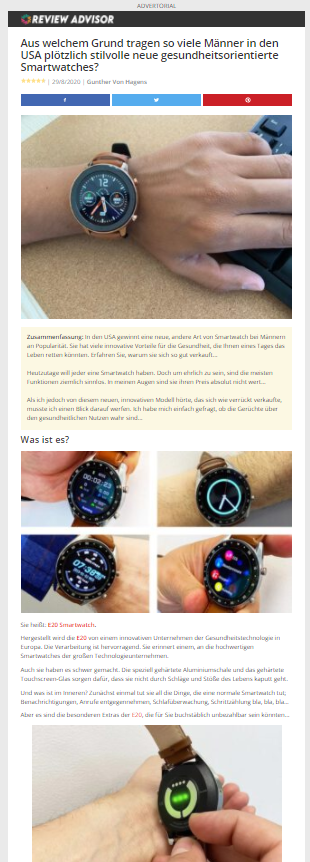 ADVERTORIAL
REVIEW ADVISOR
Aus welchem Grund tragen so viele Männer in den
USA plötzlich stilvolle neue gesundheitsorientierte
Smartwatches?
| 29/8/2020 | Gunther Von Hagens
Zusammenfassung: In den USA gewinnt eine neue, andere Art von Smartwatch bei Männern
an Popularität. Sie hat viele innovative Vorteile für die Gesundheit, die Ihnen eines Tages das
Leben retten könnten. Erfahren Sie, warum sie sich so gut verkauft...
Heutzutage will jeder eine Smartwatch haben. Doch um ehrlich zu sein, sind die meisten
Funktionen ziemlich sinnlos. In meinen Augen sind sie ihren Preis absolut nicht wert...
Als ich jedoch von diesem neuen, innovativen Modell hörte, das sich wie verrückt verkaufte,
musste ich einen Blick darauf werfen. Ich habe mich einfach gefragt, ob die Gerüchte über
den gesundheitlichen Nutzen wahr sind...
Was ist es?
00:02:23
07:38
Sie heißt: E20 Smartwatch.
Hergestellt wird die E20 von einem innovativen Unternehmen der Gesundheitstechnologie in
Europa. Die Verarbeitung ist hervorragend. Sie erinnert einem, an die hochwertigen
Smartwatches der großen Technologieunternehmen.
Auch sie haben es schwer gemacht. Die speziell gehärtete Aluminiumschale und das gehärtete
Touchscreen-Glas sorgen dafür, dass sie nicht durch Schläge und Stöße des Lebens kaputt geht.
Und was ist im Inneren? Zunächst einmal tut sie all die Dinge, die eine normale Smartwatch tut,
Benachrichtigungen, Anrufe entgegennehmen, Schlafüberwachung, Schrittzählung bla, bla, bla...
Aber es sind die besonderen Extras der E20, die für Sie buchstäblich unbezahlbar sein könnten...